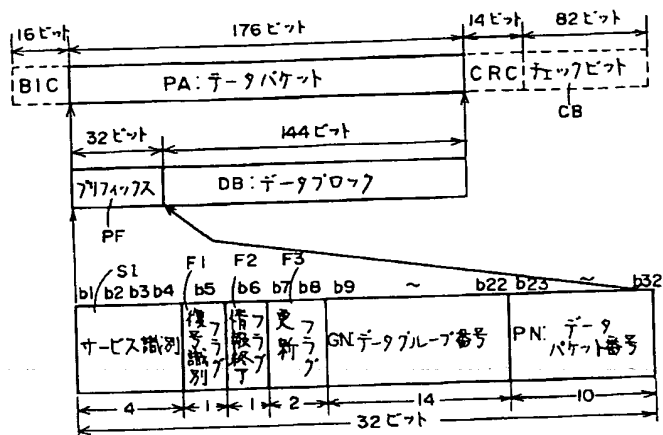 16ビット 176ビット 14ビット 82ビット
BIC PA:データパケット CRC チェックビット
CB
32ビット 144ビット
プリフィックス DB:データブロック
PF
SI F1 F2 F3
b1 b2 b3 b4 b5 b6 b7 b8 b9 ~ b22 b23 ~ b32
サービス識別 復号識別フラグ 情報終了フラグ 更新フラグ GN:データグループ番号 PN:データパケット番号
4 1 1 2 14 10
32ビット